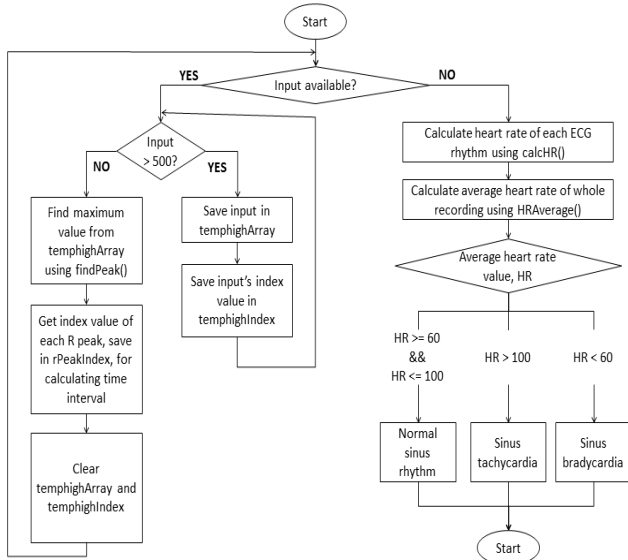 Start
Input available?
YES
NO
Input
> 500?
NO
YES
Find maximum
value from
temphighArray
using findPeak()
Get index value of
each R peak, save
in rPeakIndex, for
calculating time
interval
Clear
temphighArray and
temphighIndex
Save input in
temphighArray
Save input's index
value in
temphighIndex
Calculate heart rate of each ECG
rhythm using calcHR()
Calculate average heart rate of whole
recording using HRAverage()
Average heart rate
value, HR
HR >= 60
&&
HR <= 100
HR > 100
HR < 60
Normal
sinus
rhythm
Sinus
tachycardia
Sinus
bradycardia
Start